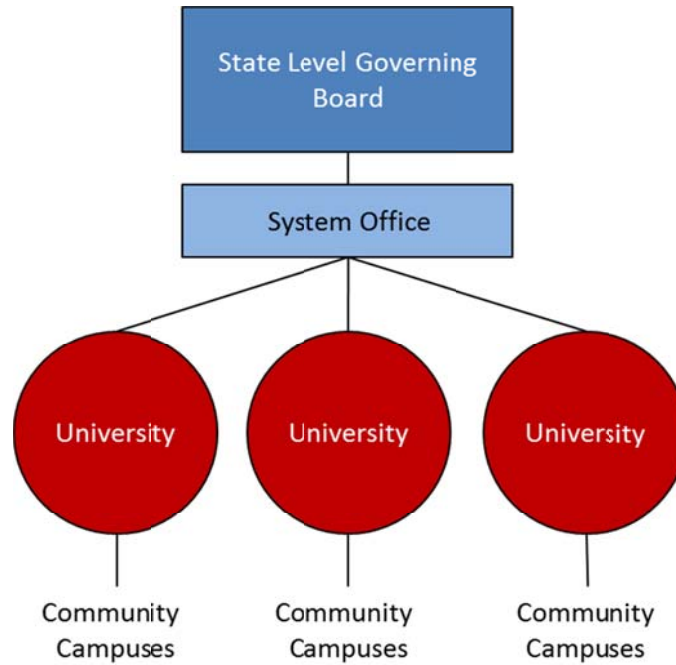 State Level Governing
Board
System Office
University
University
University
Community
Campuses
Community
Campuses
Community
Campuses